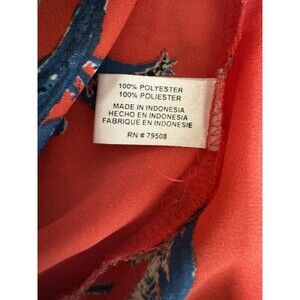 100% POLYESTER
100% POLIESTER
MADE IN INDONESIA
HECHO EN INDONESIA
FABRIQUE EN INDONESIE
RN # 79508